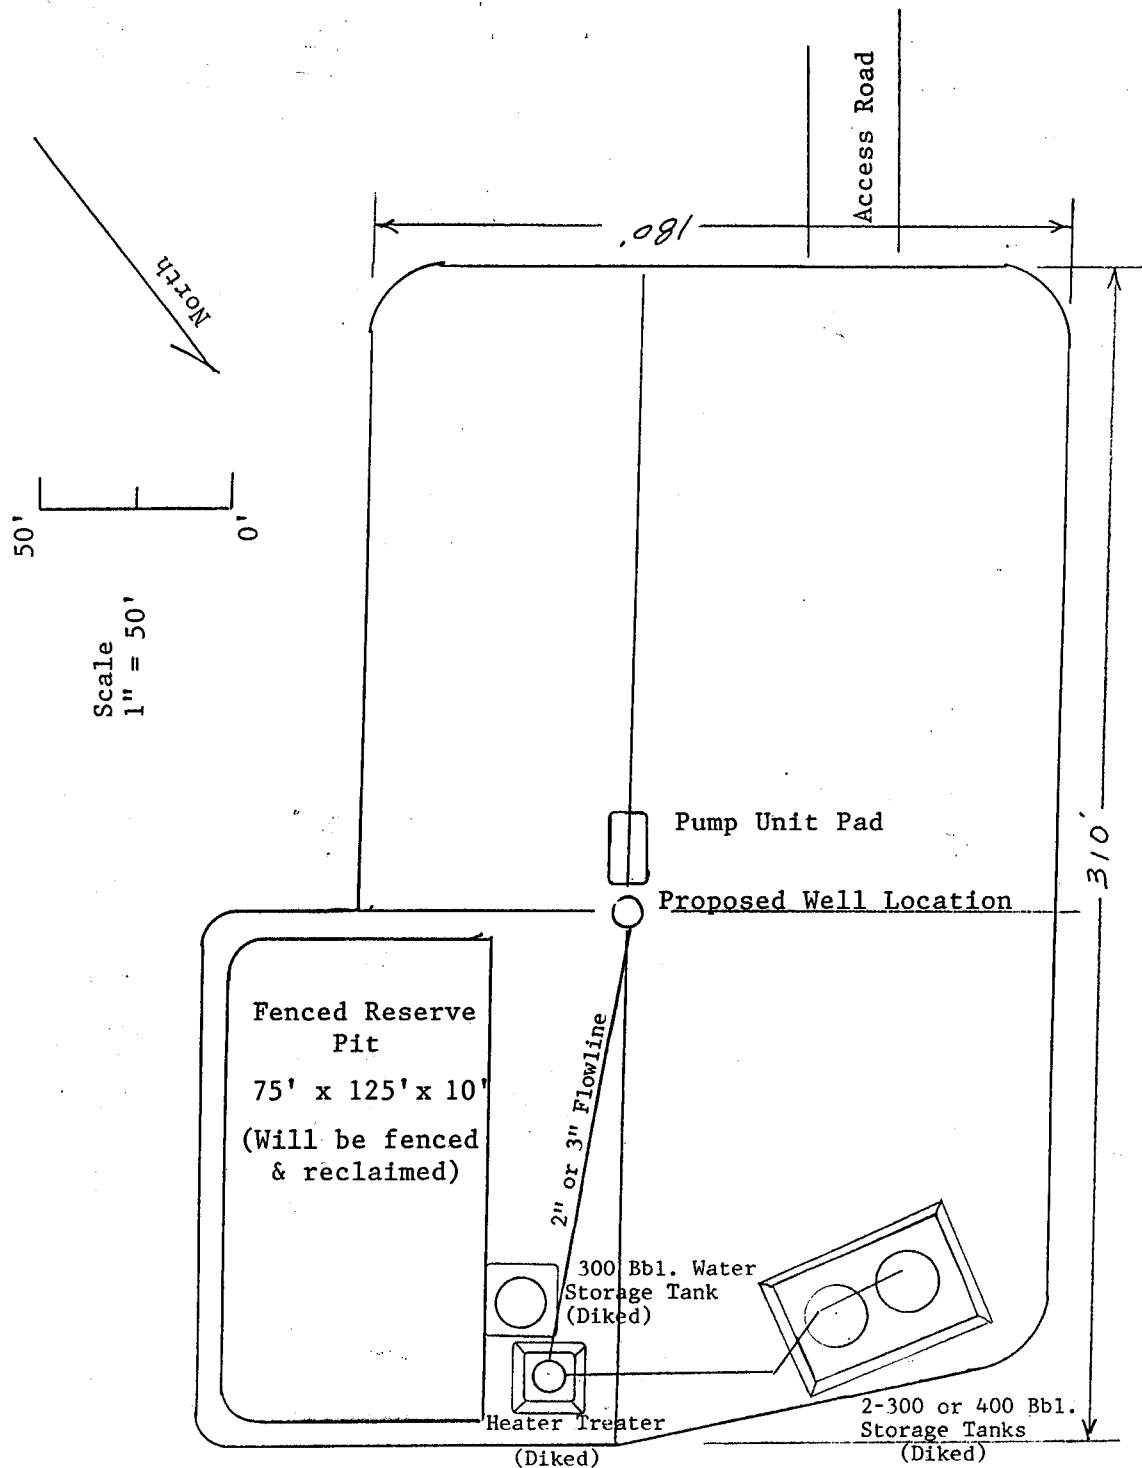 Access Road
180'
North
50'
0'
Scale
1" = 50'
Pump Unit Pad
310'
Proposed Well Location
Fenced Reserve
Pit
75' x 125' x 10'
(Will be fenced
& reclaimed)
2" or 3" Flowline
300 Bbl. Water
Storage Tank
(Diked)
2-300 or 400 Bbl.
Storage Tanks
(Diked)
Heater Treater
(Diked)